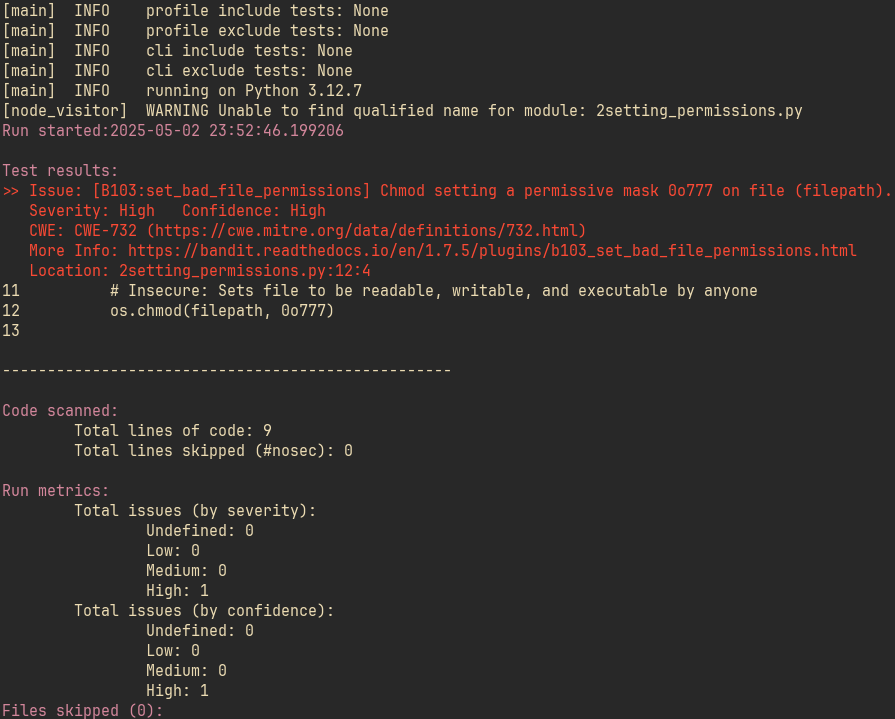 [main]  INFO    profile include tests: None
[main]  INFO    profile exclude tests: None
[main]  INFO    cli include tests: None
[main]  INFO    cli exclude tests: None
[main]  INFO    running on Python 3.12.7
[node_visitor]  WARNING Unable to find qualified name for module: 2setting_permissions.py
Run started:2025-05-02 23:52:46.199206

Test results:
>> Issue: [B103:set_bad_file_permissions] Chmod setting a permissive mask 0o777 on file (filepath).
   Severity: High   Confidence: High
   CWE: CWE-732 (https://cwe.mitre.org/data/definitions/732.html)
   More Info: https://bandit.readthedocs.io/en/1.7.5/plugins/b103_set_bad_file_permissions.html
   Location: 2setting_permissions.py:12:4
11          # Insecure: Sets file to be readable, writable, and executable by anyone
12          os.chmod(filepath, 0o777)
13

--------------------------------------------------

Code scanned:
        Total lines of code: 9
        Total lines skipped (#nosec): 0

Run metrics:
        Total issues (by severity):
                Undefined: 0
                Low: 0
                Medium: 0
                High: 1
        Total issues (by confidence):
                Undefined: 0
                Low: 0
                Medium: 0
                High: 1
Files skipped (0):